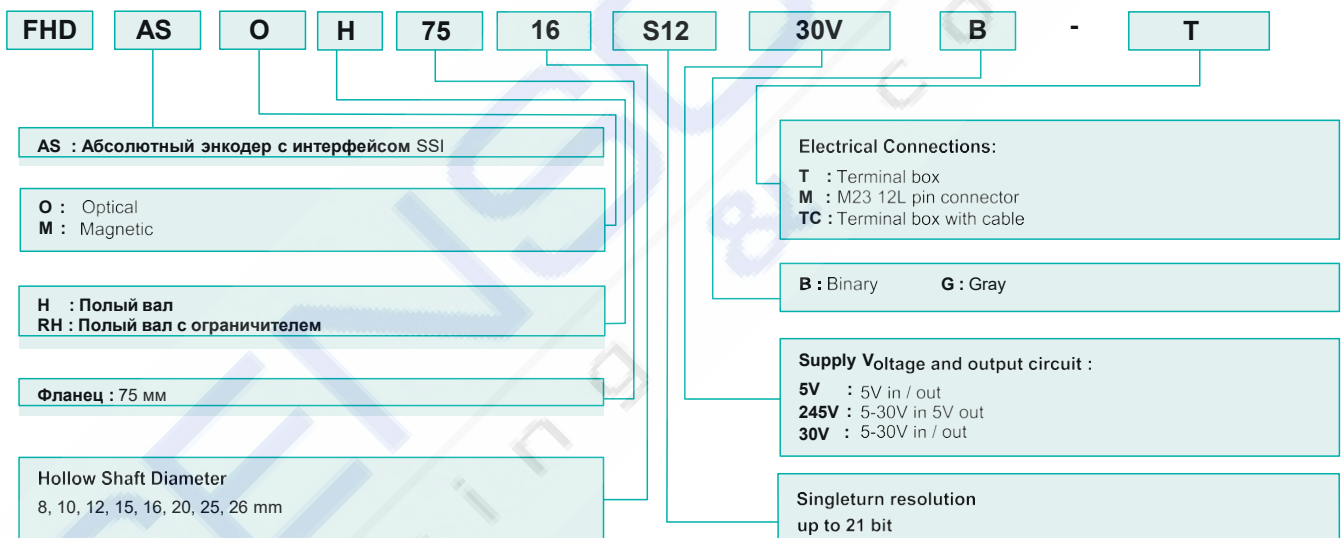 FHD AS O H 75 16 S12 30V B - T
AS : Абсолютный энкодер с интерфейсом SSI
O : Optical
M : Magnetic
H : Полый вал
RH : Полый вал с ограничителем
Фланец : 75 мм
Hollow Shaft Diameter
8, 10, 12, 15, 16, 20, 25, 26 mm
Electrical Connections:
T : Terminal box
M : M23 12L pin connector
TC : Terminal box with cable
B : Binary G : Gray
Supply Voltage and output circuit :
5V : 5V in / out
245V : 5-30V in 5V out
30V : 5-30V in / out
Singleturn resolution
up to 21 bit